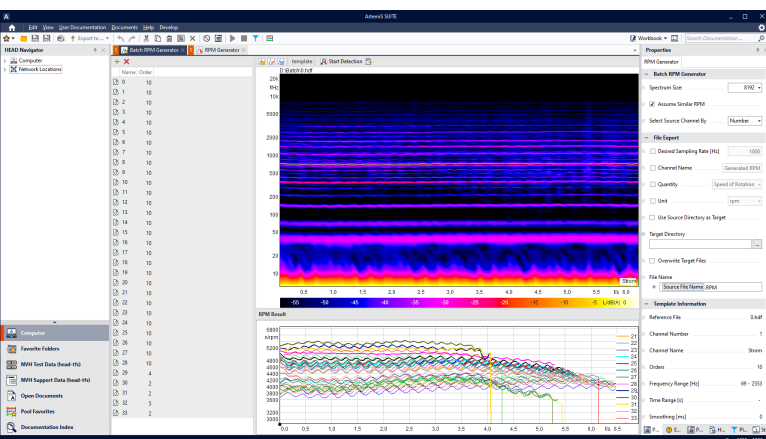 ArtemiS SUITE
Edit View User Documentation Documents Help Develop
Export to...
Workbook
Search Documentation ...
HEAD Navigator
Computer
Network Locations
Computer
Favorite Folders
NVH Test Data (head-tfs)
NVH Support Data (head-tfs)
Open Documents
Pool Favorites
Documentation Index
1 Batch RPM Generator
1 RPM Generator
Name Order
0 10
1 10
2 10
3 10
4 10
5 10
6 10
7 10
8 10
9 10
10 10
11 10
12 10
13 10
14 10
15 10
16 10
17 10
18 10
19 10
20 10
21 10
22 10
23 10
24 10
25 10
26 10
27 10
28 10
29 4
30 2
31 2
32 5
33 2
template Start Detection
D:\Batch\0.hdf
20K
f/Hz
10K
5000
2000
1000
500
200
100
50
20
10
Strom
0.5 1.0 1.5 2.0 2.5 3.0 3.5 4.0 4.5 5.0 t/s 6.0
-55 -50 -45 -40 -35 -30 -25 -20 -15 -10 -5 L/dB(A) 0
RPM Result
5800
n/rpm
5200
4800
4600
4400
4200
4000
3800
3600
3200
3000
21
22
23
24
25
26
27
28
29
30
31
32
33
0.0 0.5 1.0 1.5 2.0 2.5 3.0 3.5 4.0 4.5 5.0 5.5 6.0 t/s 6.5
Properties
RPM Generator
Batch RPM Generator
Spectrum Size: 8192
Assume Similar RPM
Select Source Channel By Number
File Export
Desired Sampling Rate [Hz] 1000
Channel Name Generated RPM
Quantity Speed of Rotation
Unit rpm
Use Source Directory as Target
Target Directory
...
Overwrite Target Files
File Name
+ Source File Name .RPM
Template Information
Reference File 0.hdf
Channel Number 1
Channel Name Strom
Orders 10
Frequency Range [Hz] 69 - 2553
Time Range [s] -
Smoothing [ms] 0
P... E... P... H... Pl... St